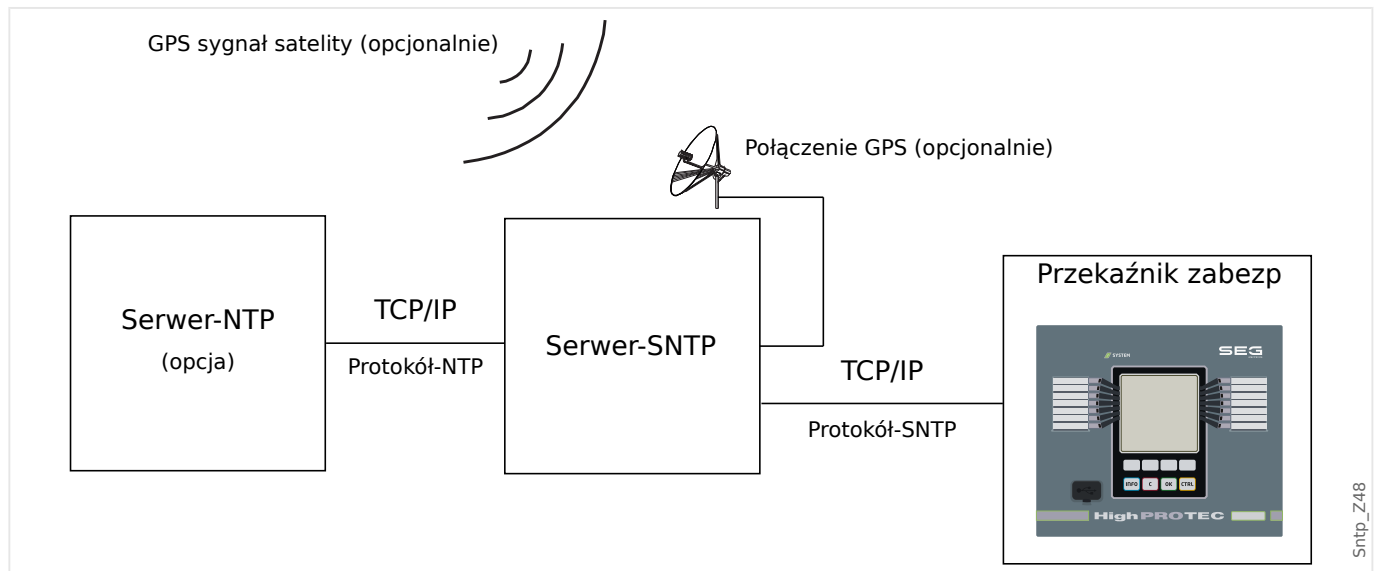 GPS sygnał satelity (opcjonalnie)
Połączenie GPS (opcjonalnie)
Serwer-NTP
(opcja)
TCP/IP
Protokół-NTP
Serwer-SNTP
TCP/IP
Protokół-SNTP
Przekaźnik zabezp
SYSTEM
SEG
INFO
C
OK
CTRL
HighPROTEC
Sntp_Z48